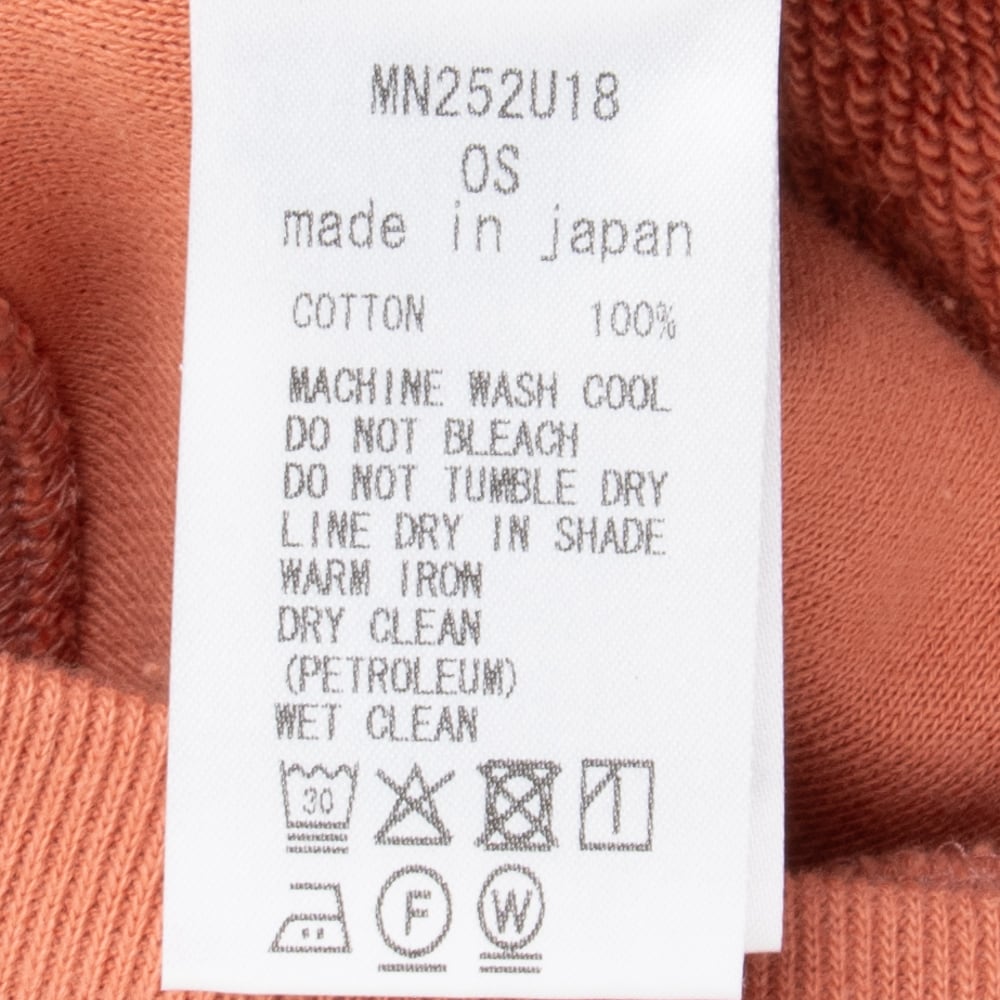 MN252U18
OS
made in japan
COTTON 100%
MACHINE WASH COOL
DO NOT BLEACH
DO NOT TUMBLE DRY
LINE DRY IN SHADE
WARM IRON
DRY CLEAN
(PETROLEUM)
WET CLEAN
30
F W